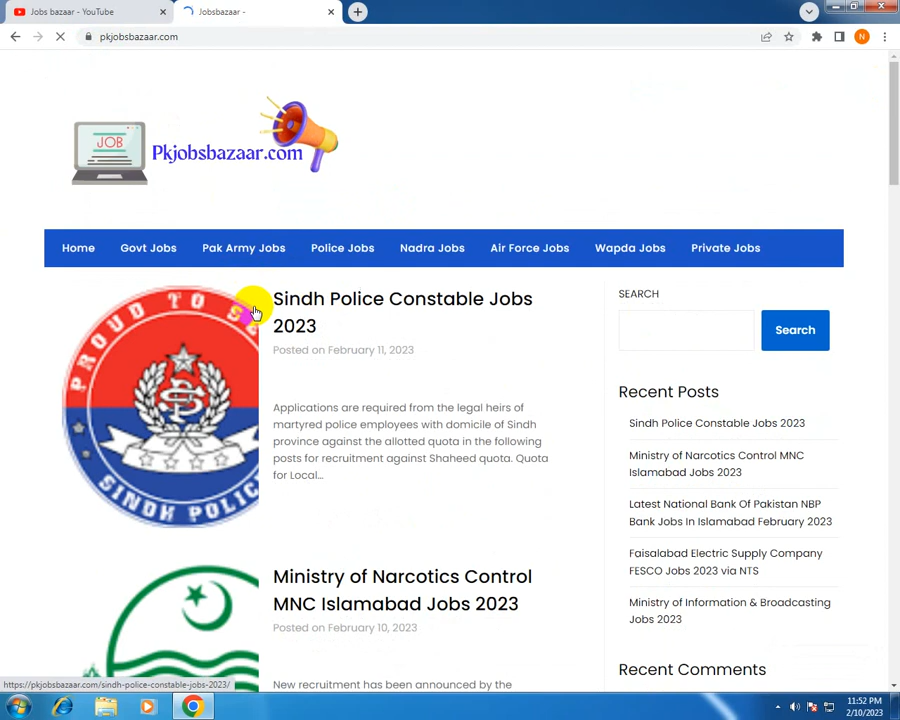 Jobs bazaar - YouTube
Jobsbazaar -
pkjobsbazaar.com
N
JOB
Pkjobsbazaar.com
Home Govt Jobs Pak Army Jobs Police Jobs Nadra Jobs Air Force Jobs Wapda Jobs Private Jobs
PROUD TO SE
SP
SINDH POLIC
Sindh Police Constable Jobs
2023
Posted on February 11, 2023
Applications are required from the legal heirs of
martyred police employees with domicile of Sindh
province against the allotted quota in the following
posts for recruitment against Shaheed quota. Quota
for Local...
Ministry of Narcotics Control
MNC Islamabad Jobs 2023
Posted on February 10, 2023
New recruitment has been announced by the
SEARCH
Search
Recent Posts
Sindh Police Constable Jobs 2023
Ministry of Narcotics Control MNC
Islamabad Jobs 2023
Latest National Bank Of Pakistan NBP
Bank Jobs In Islamabad February 2023
Faisalabad Electric Supply Company
FESCO Jobs 2023 via NTS
Ministry of Information & Broadcasting
Jobs 2023
Recent Comments
https://pkjobsbazaar.com/sindh-police-constable-jobs-2023/
11:52 PM
2/10/2023